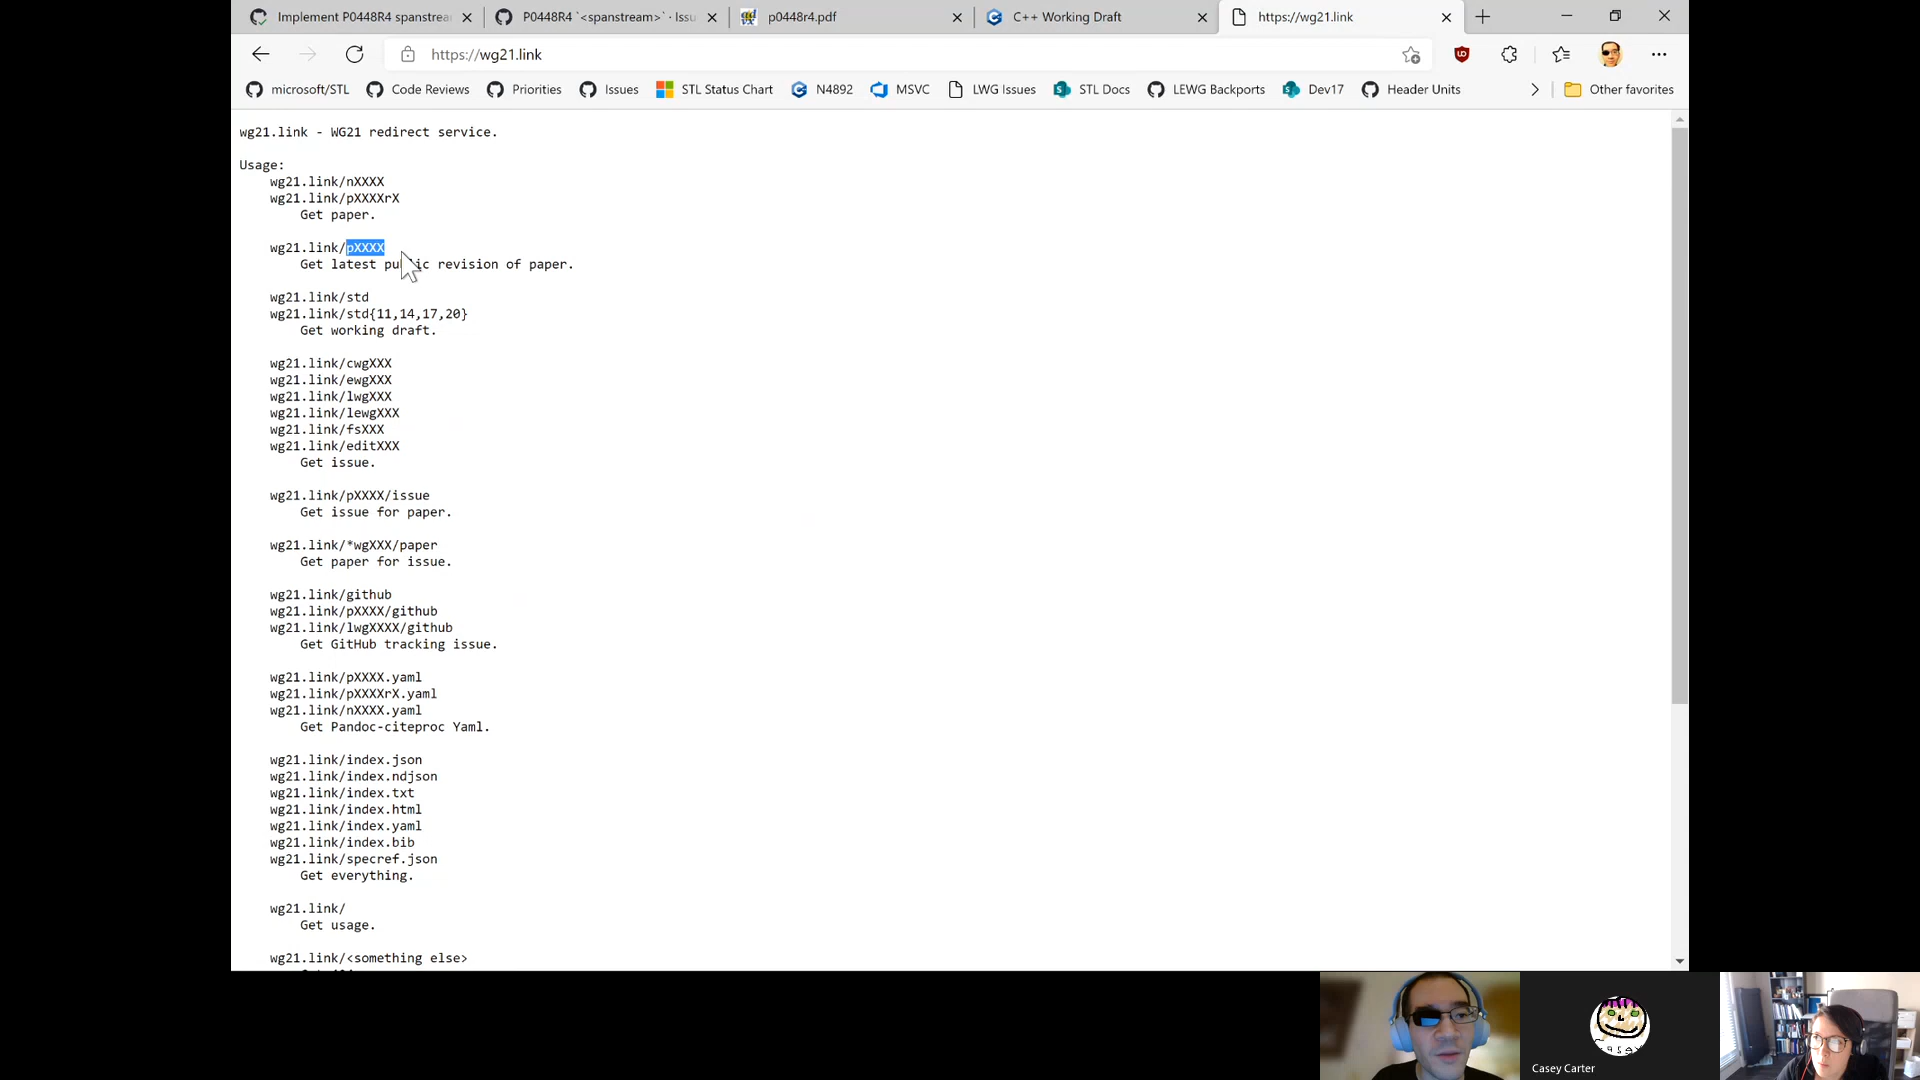 Implement P0448R4 spanstrea
P0448R4 `<spanstream>` · Issu
p0448r4.pdf
C++ Working Draft
https://wg21.link
https://wg21.link
microsoft/STL
Code Reviews
Priorities
Issues
STL Status Chart
N4892
MSVC
LWG Issues
STL Docs
LEWG Backports
Dev17
Header Units
Other favorites
wg21.link - WG21 redirect service.
Usage:
wg21.link/nXXXX
wg21.link/pXXXXrX
Get paper.
wg21.link/pXXXX
Get latest public revision of paper.
wg21.link/std
wg21.link/std{11,14,17,20}
Get working draft.
wg21.link/cwgXXX
wg21.link/ewgXXX
wg21.link/lwgXXX
wg21.link/lewgXXX
wg21.link/fsXXX
wg21.link/editXXX
Get issue.
wg21.link/pXXXX/issue
Get issue for paper.
wg21.link/*wgXXX/paper
Get paper for issue.
wg21.link/github
wg21.link/pXXXX/github
wg21.link/lwgXXXX/github
Get GitHub tracking issue.
wg21.link/pXXXX.yaml
wg21.link/pXXXXrX.yaml
wg21.link/nXXXX.yaml
Get Pandoc-citeproc Yaml.
wg21.link/index.json
wg21.link/index.ndjson
wg21.link/index.txt
wg21.link/index.html
wg21.link/index.yaml
wg21.link/index.bib
wg21.link/specref.json
Get everything.
wg21.link/
Get usage.
wg21.link/<something else>
Casey Carter